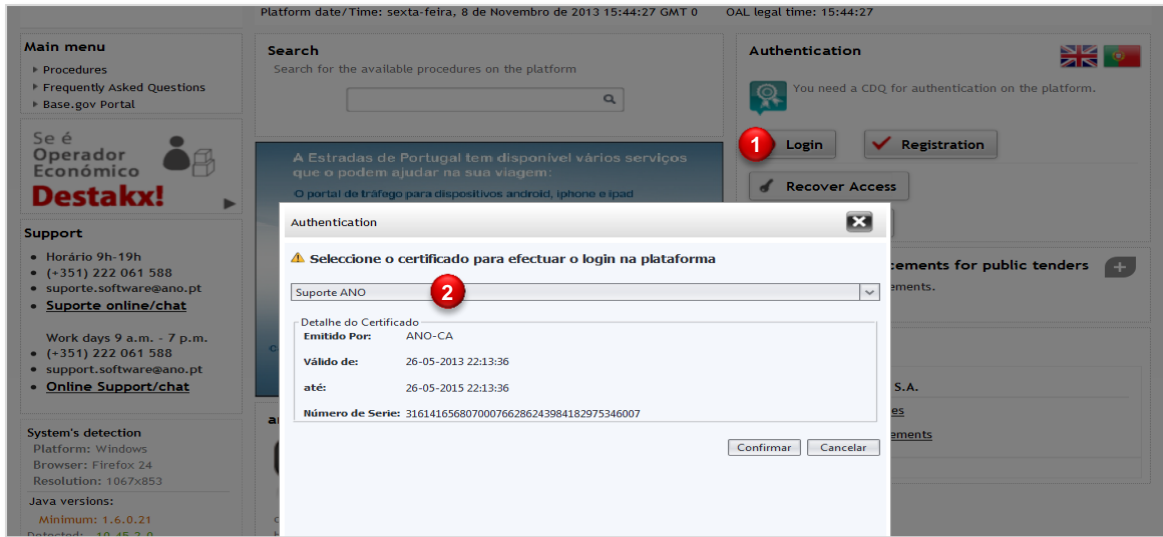 Platform date/Time: sexta-feira, 8 de Novembro de 2013 15:44:27 GMT 0 OAL legal time: 15:44:27
Main menu
Procedures
Frequently Asked Questions
Base.gov Portal
Se é
Operador
Económico
Destakx!
Support
Horário 9h-19h
(+351) 222 061 588
suporte.software@ano.pt
Suporte online/chat
Work days 9 a.m. - 7 p.m.
(+351) 222 061 588
support.software@ano.pt
Online Support/chat
System's detection
Platform: Windows
Browser: Firefox 24
Resolution: 1067x853
Java versions:
Minimum: 1.6.0.21
Search
Search for the available procedures on the platform
A Estradas de Portugal tem disponível vários serviços
que o podem ajudar na sua viagem:
O portal de tráfego para dispositivos android, iphone e ipad
Authentication
You need a CDQ for authentication on the platform.
1
Login
Registration
Recover Access
Authentication
Seleccione o certificado para efectuar o login na plataforma
Suporte ANO
2
Detalhe do Certificado
Emitido Por: ANO-CA
Válido de: 26-05-2013 22:13:36
até: 26-05-2015 22:13:36
Número de Serie: 31614165680700076628624398418297534600​7
Confirmar Cancelar
for public tenders
S.A.